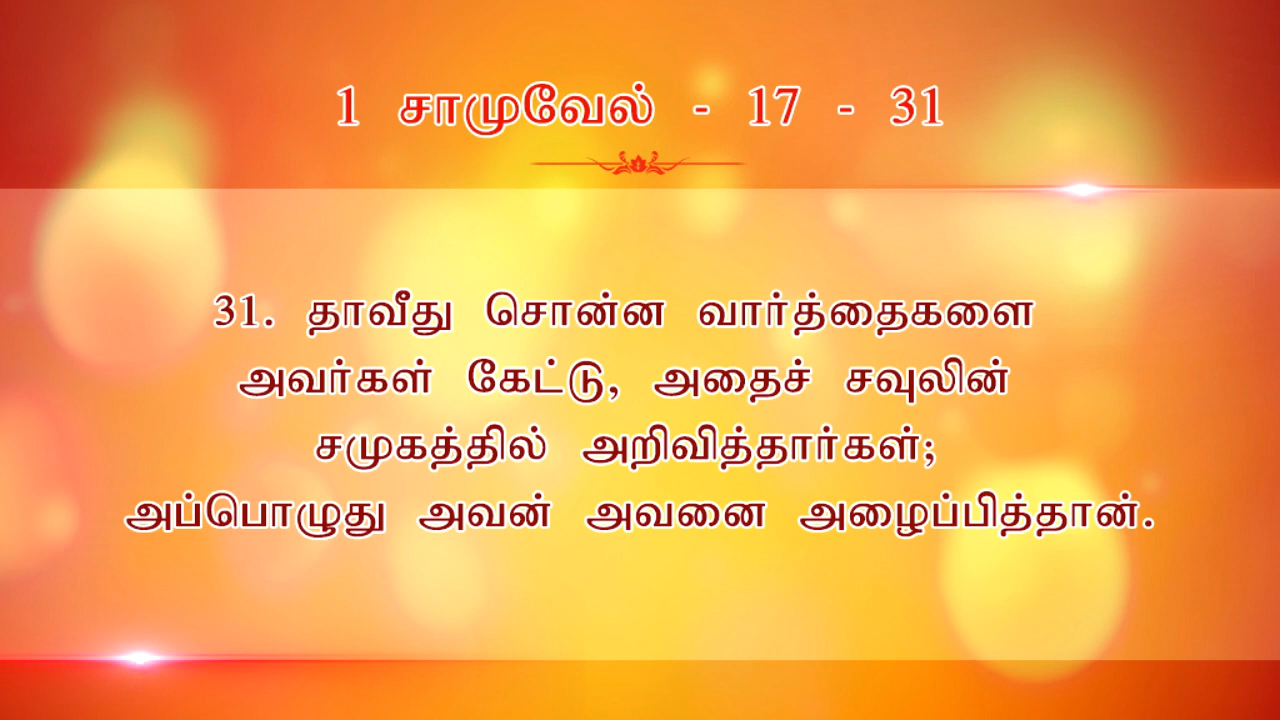 1 சாமுவேல் - 17 - 31
31. தாவீது சொன்ன வார்த்தைகளை
அவர்கள் கேட்டு, அதைச் சவுலின்
சமுகத்தில் அறிவித்தார்கள்;
அப்பொழுது அவன் அவனை அழைப்பித்தான்.